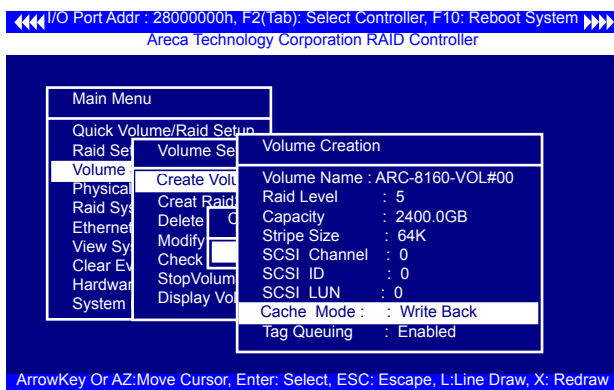 I/O Port Addr : 28000000h, F2(Tab): Select Controller, F10: Reboot System
Areca Technology Corporation RAID Controller
Main Menu
Quick Volume/Raid Setup
Raid Set
Volume
Physical
Raid Sys
Ethernet
View Sy
Clear Ev
Hardwar
System
Volume Se
Create Volu
Creat Raid
Delete
Modify
Check
StopVolum
Display Vol
Volume Creation
Volume Name : ARC-8160-VOL#00
Raid Level : 5
Capacity : 2400.0GB
Stripe Size : 64K
SCSI Channel : 0
SCSI ID : 0
SCSI LUN : 0
Cache Mode : : Write Back
Tag Queuing : Enabled
ArrowKey Or AZ:Move Cursor, Enter: Select, ESC: Escape, L:Line Draw, X: Redraw